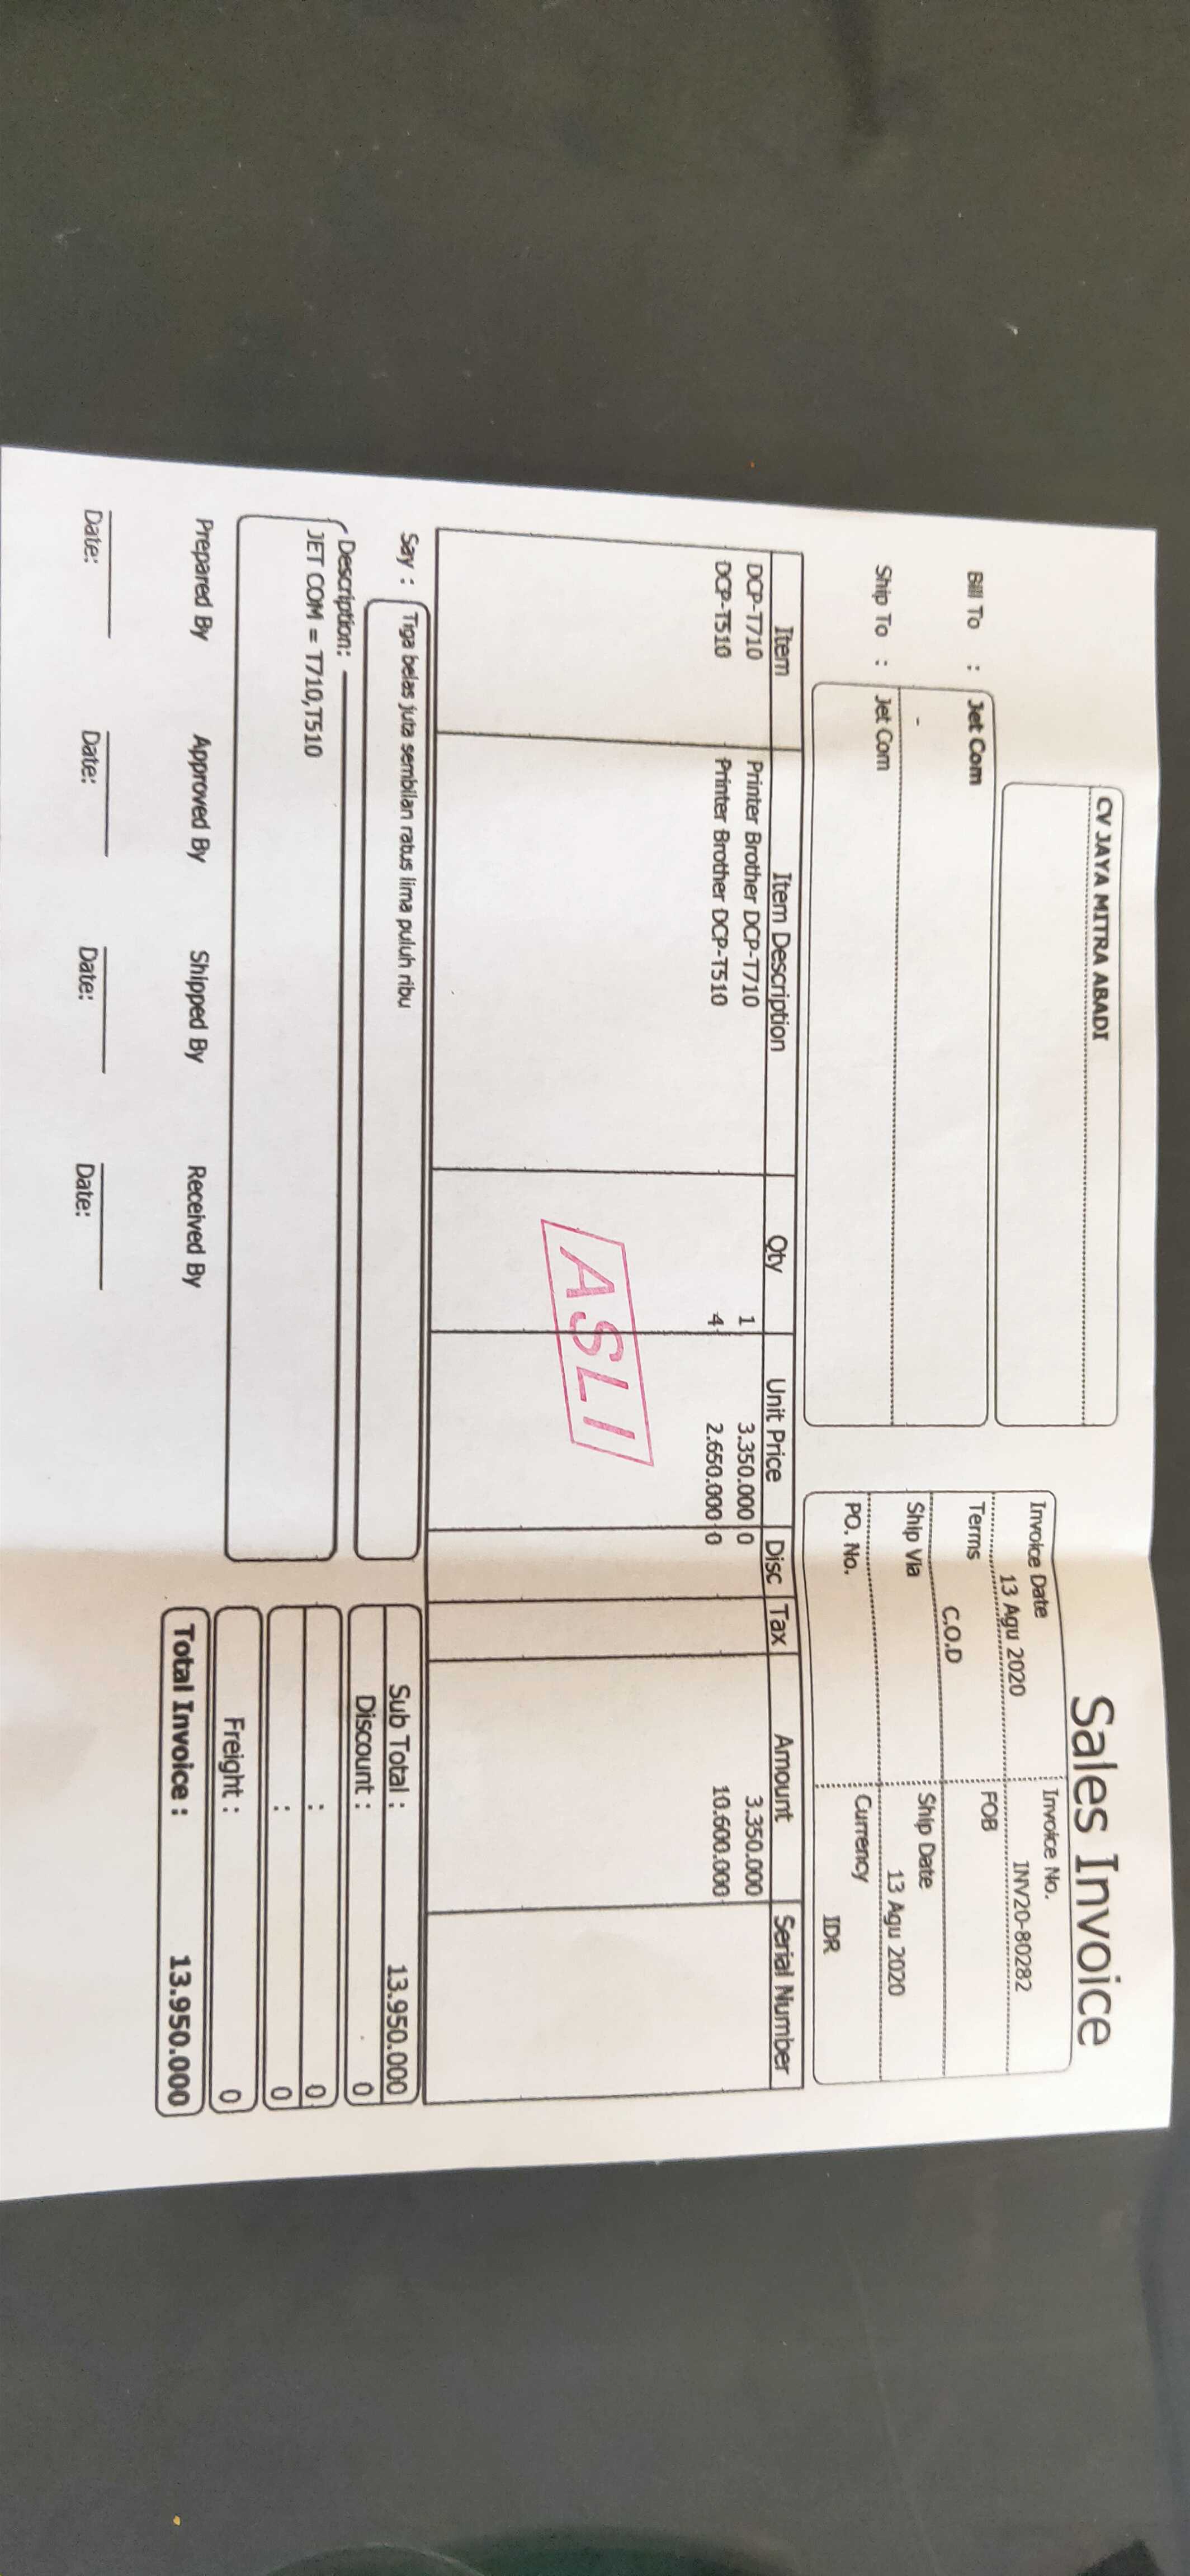 Sales Invoice
CV JAYA MITRA ABADI
Bill To : Jet Com
-
Ship To : Jet Com
Invoice Date
13 Agu 2020
Invoice No.
INV20-80282
Terms
C.O.D
FOB
Ship Via
Ship Date
13 Agu 2020
PO. No.
Currency
IDR
Item Item Description Qty Unit Price Disc Tax Amount Serial Number
DCP-T710 Printer Brother DCP-T710 1 3.350.000 0 3.350.000
DCP-T510 Printer Brother DCP-T510 4 2.650.000 0 10.600.000
ASLI
Say : Tiga belas juta sembilan ratus lima puluh ribu
Description:
JET COM = T710,T510
Sub Total : 13.950.000
Discount : 0
: 0
: 0
Freight : 0
Total Invoice : 13.950.000
Prepared By Approved By Shipped By Received By
Date: Date: Date: Date: